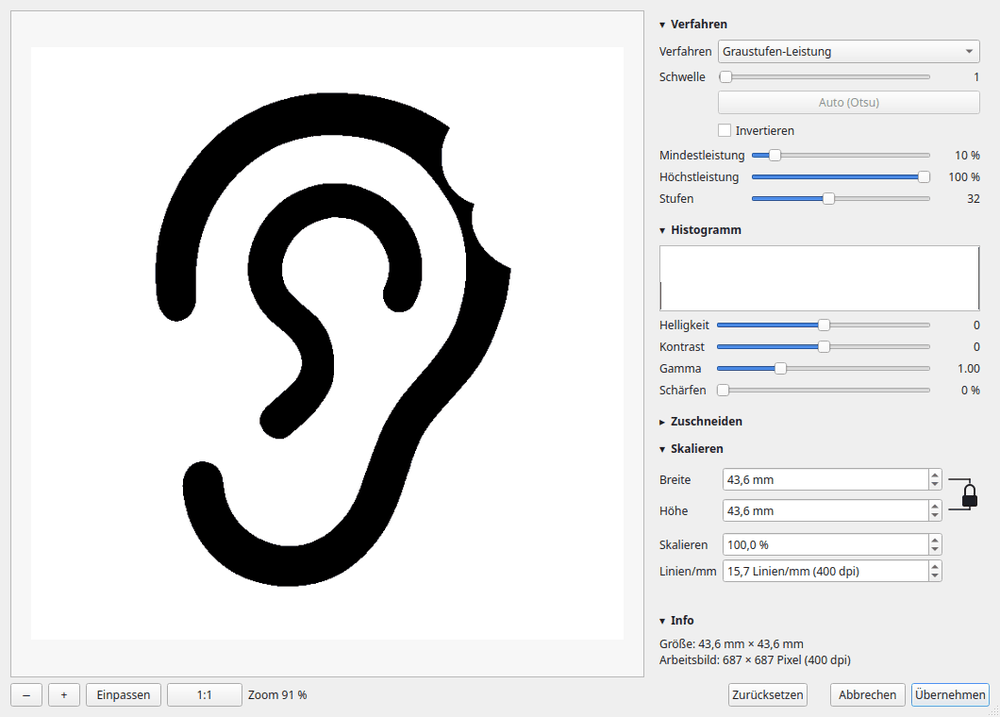 Verfahren
Verfahren Graustufen-Leistung
Schwelle 1
Auto (Otsu)
Invertieren
Mindestleistung 10 %
Höchstleistung 100 %
Stufen 32
Histogramm
Helligkeit 0
Kontrast 0
Gamma 1.00
Schärfen 0 %
Zuschneiden
Skalieren
Breite 43,6 mm
Höhe 43,6 mm
Skalieren 100,0 %
Linien/mm 15,7 Linien/mm (400 dpi)
Info
Größe: 43,6 mm × 43,6 mm
Arbeitsbild: 687 × 687 Pixel (400 dpi)
– + Einpassen 1:1 Zoom 91 % Zurücksetzen Abbrechen Übernehmen